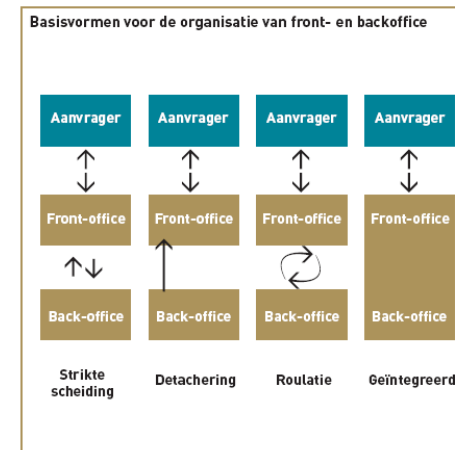 Basisvormen voor de organisatie van front- en backoffice
Aanvrager Aanvrager Aanvrager Aanvrager
Front-office Front-office Front-office Front-office
Back-office Back-office Back-office Back-office
Strikte
scheiding Detachering Roulatie Geïntegreerd